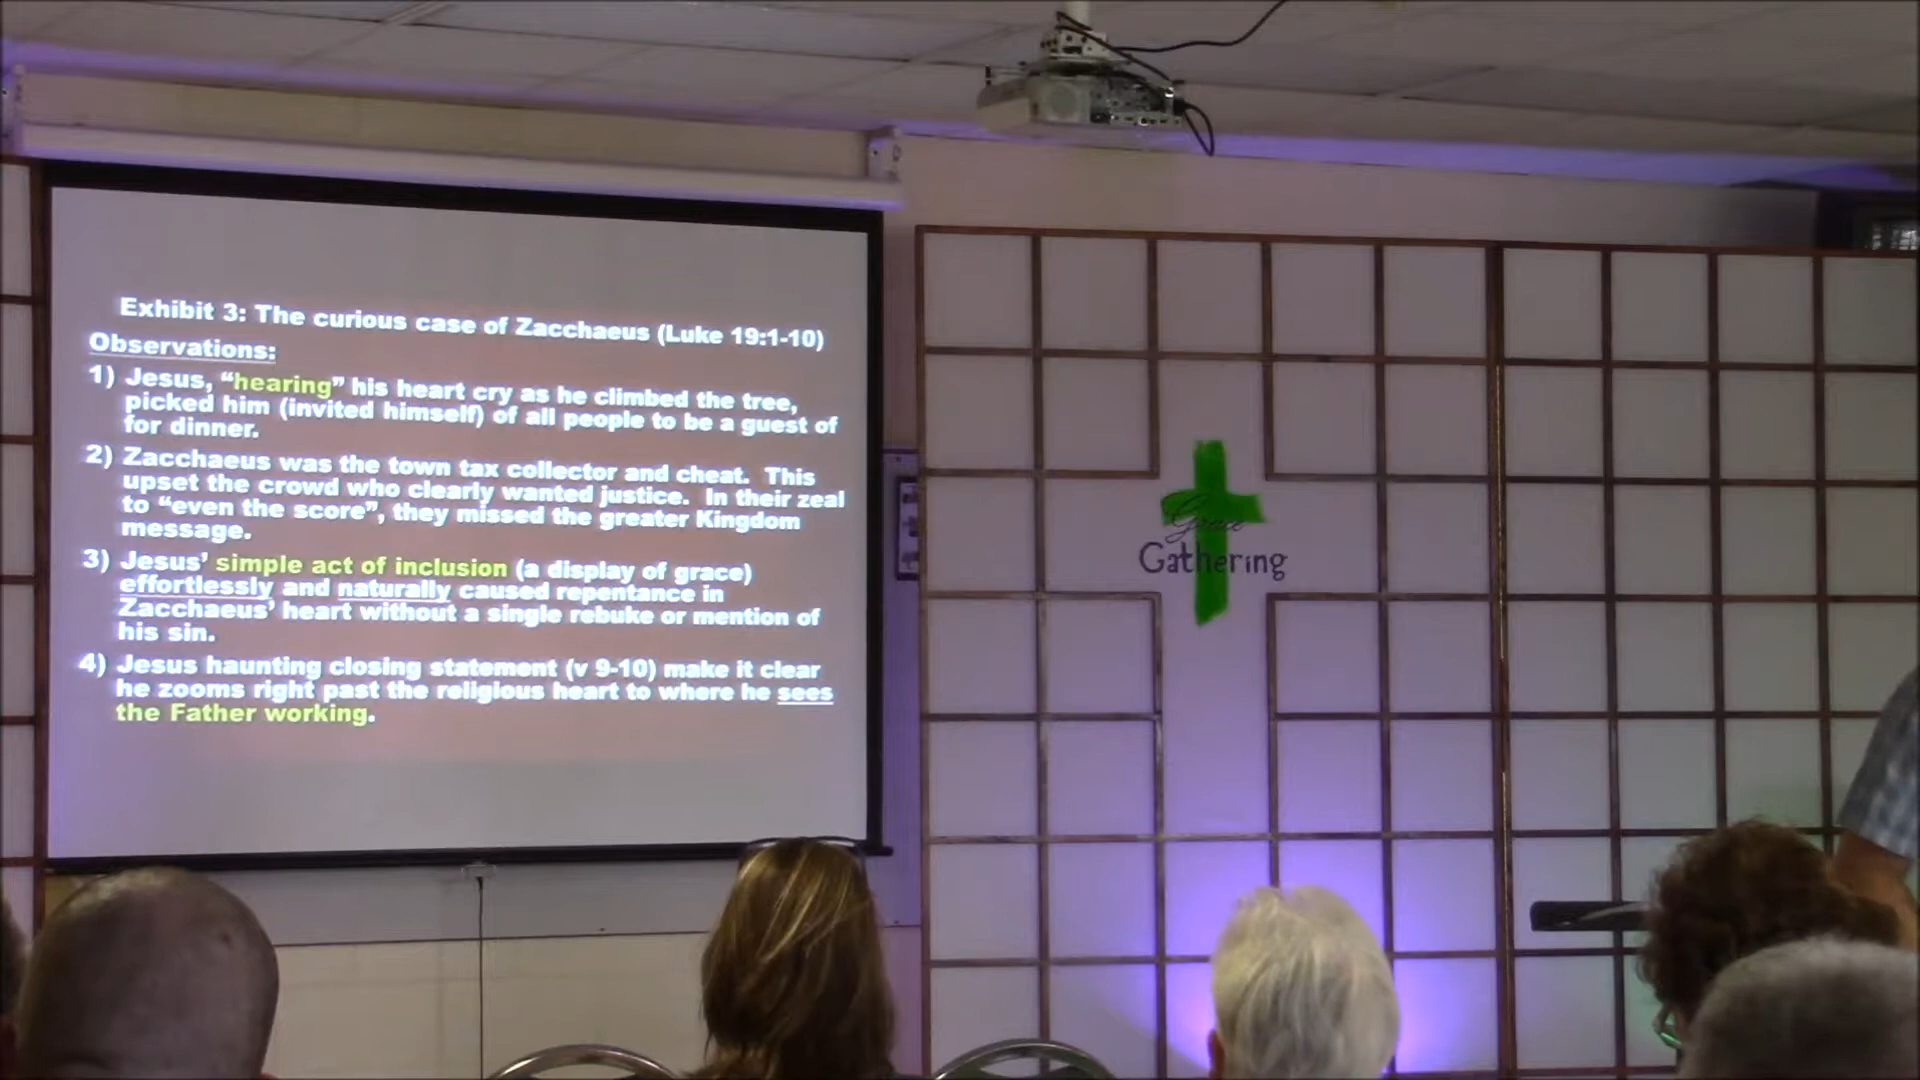 Exhibit 3: The curious case of Zacchaeus (Luke 19:1-10)
Observations:
1) Jesus, “hearing” his heart cry as he climbed the tree,
picked him (invited himself) of all people to be a guest of
for dinner.
2) Zacchaeus was the town tax collector and cheat. This
upset the crowd who clearly wanted justice. In their zeal
to “even the score”, they missed the greater Kingdom
message.
3) Jesus’ simple act of inclusion (a display of grace)
effortlessly and naturally caused repentance in
Zacchaeus’ heart without a single rebuke or mention of
his sin.
4) Jesus haunting closing statement (v 9-10) make it clear
he zooms right past the religious heart to where he sees
the Father working.
Grace
Gathering